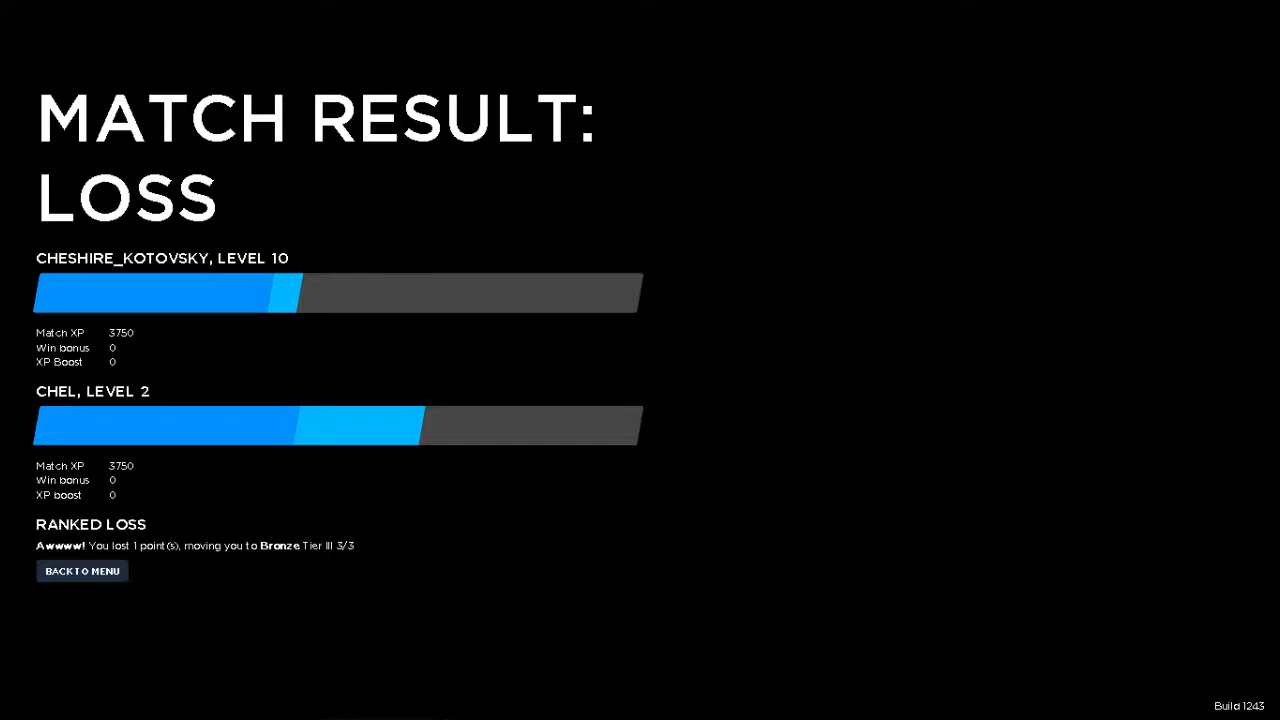 MATCH RESULT:
LOSS
CHESHIRE_KOTOVSKY, LEVEL 10
Match XP 3750
Win bonus 0
XP Boost 0
CHEL, LEVEL 2
Match XP 3750
Win bonus 0
XP boost 0
RANKED LOSS
Awwww! You lost 1 point(s), moving you to Bronze Tier III 3/3
BACK TO MENU
Build 1243